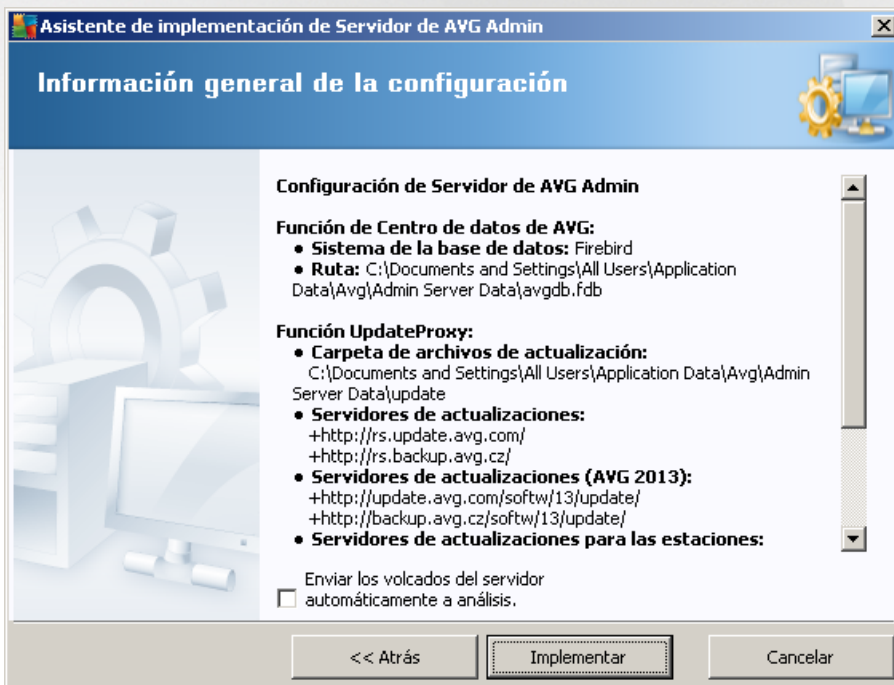 Asistente de implementación de Servidor de AVG Admin
Información general de la configuración
Configuración de Servidor de AVG Admin
Función de Centro de datos de AVG:
● Sistema de la base de datos: Firebird
● Ruta: C:\Documents and Settings\All Users\Application
Data\Avg\Admin Server Data\avgdb.fdb
Función UpdateProxy:
● Carpeta de archivos de actualización:
C:\Documents and Settings\All Users\Application Data\Avg\Admin
Server Data\update
● Servidores de actualizaciones:
+http://rs.update.avg.com/
+http://rs.backup.avg.cz/
● Servidores de actualizaciones (AVG 2013):
+http://update.avg.com/softw/13/update/
+http://backup.avg.cz/softw/13/update/
● Servidores de actualizaciones para las estaciones:
Enviar los volcados del servidor
automáticamente a análisis.
<< Atrás
Implementar
Cancelar